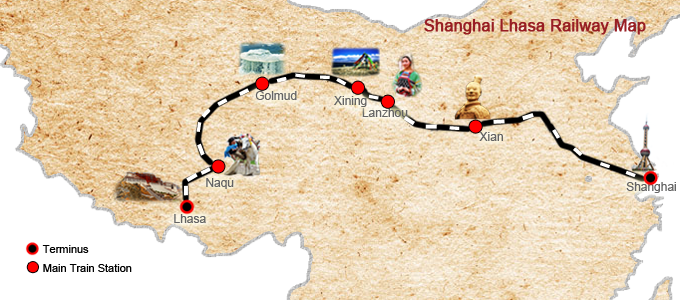 Shanghai Lhasa Railway Map
Golmud
Xining
Lanzhou
Xian
Naqu
Shanghai
Lhasa
Terminus
Main Train Station